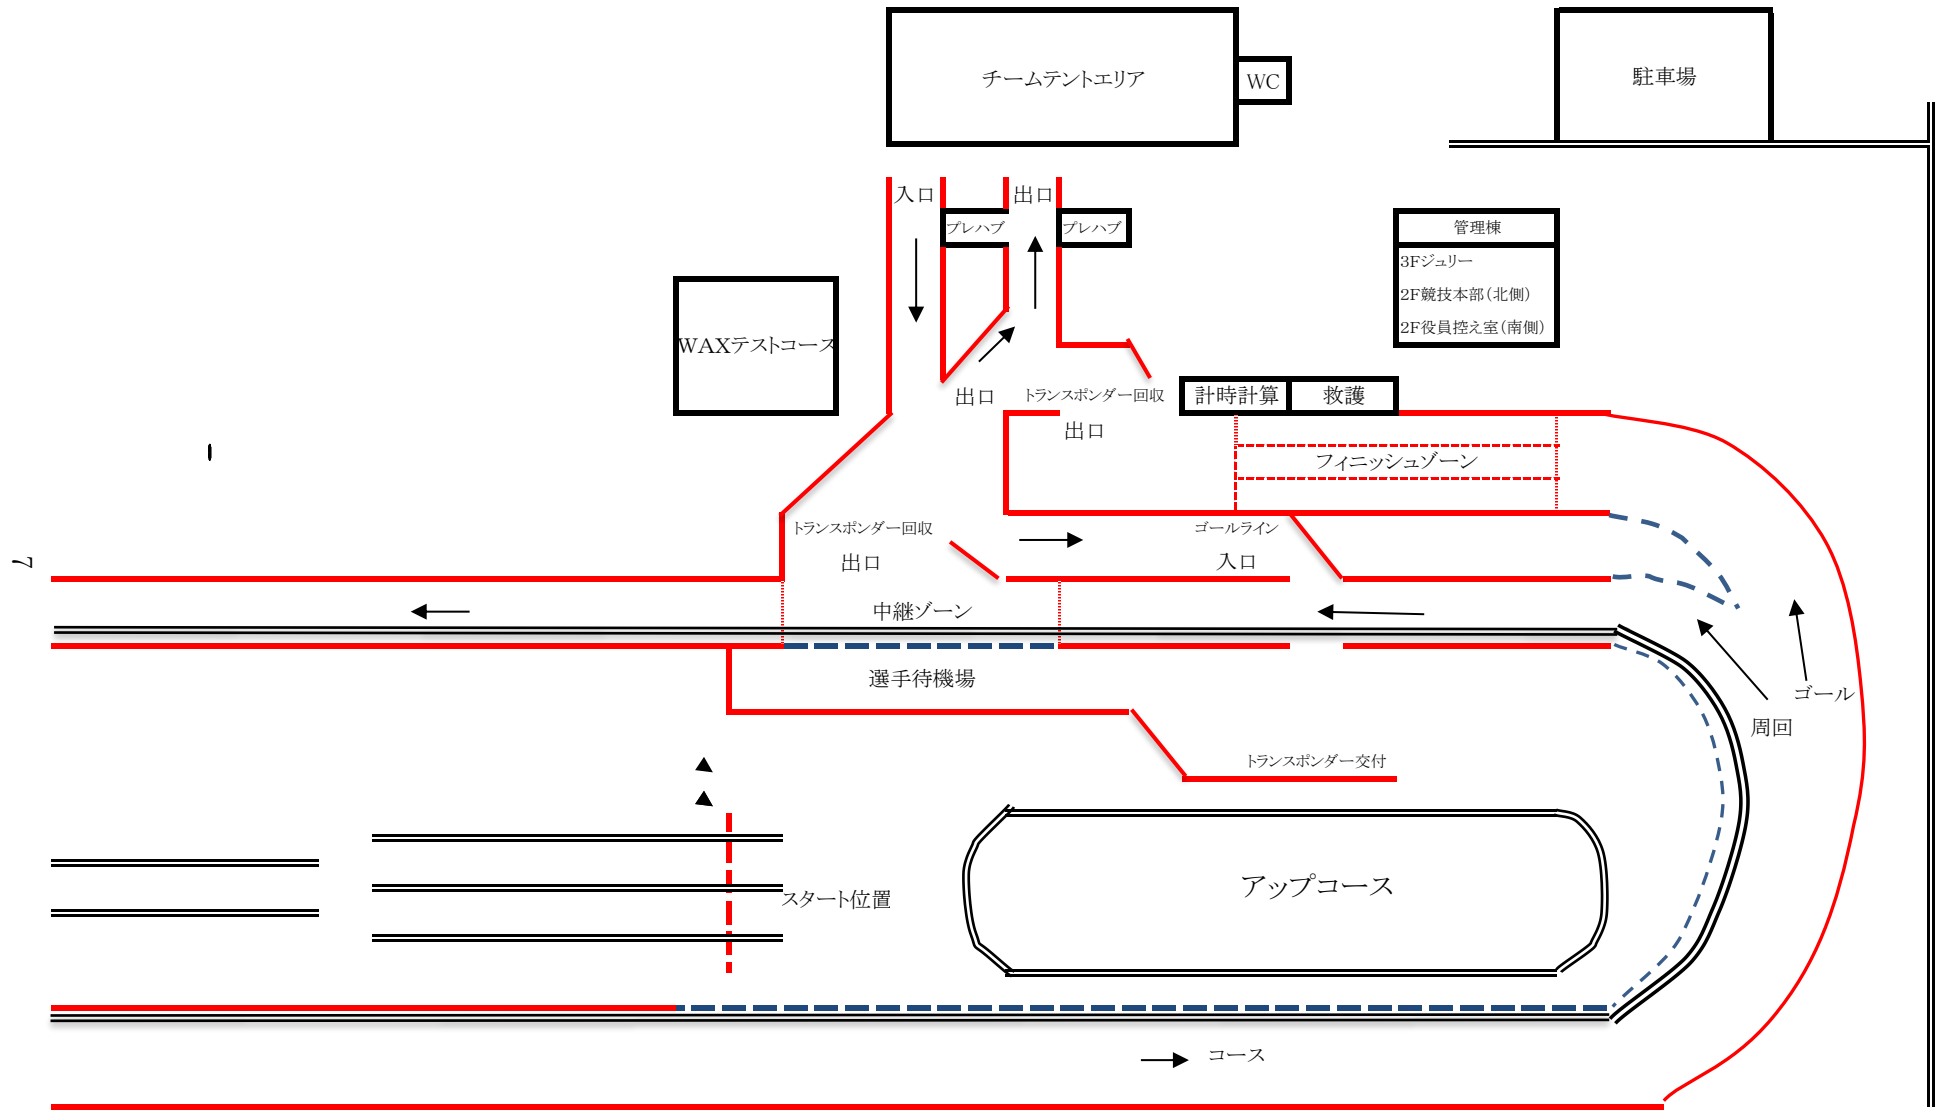 チームテントエリア
WC
駐車場
入口
出口
プレハブ
プレハブ
管理棟
3Fジュリー
2F競技本部(北側)
2F役員控え室(南側)
WAXテストコース
出口
トランスポンダー回収
出口
計時計算
救護
フィニッシュゾーン
トランスポンダー回収
出口
ゴールライン
入口
7
中継ゾーン
選手待機場
ゴール
周回
トランスポンダー交付
スタート位置
アップコース
コース